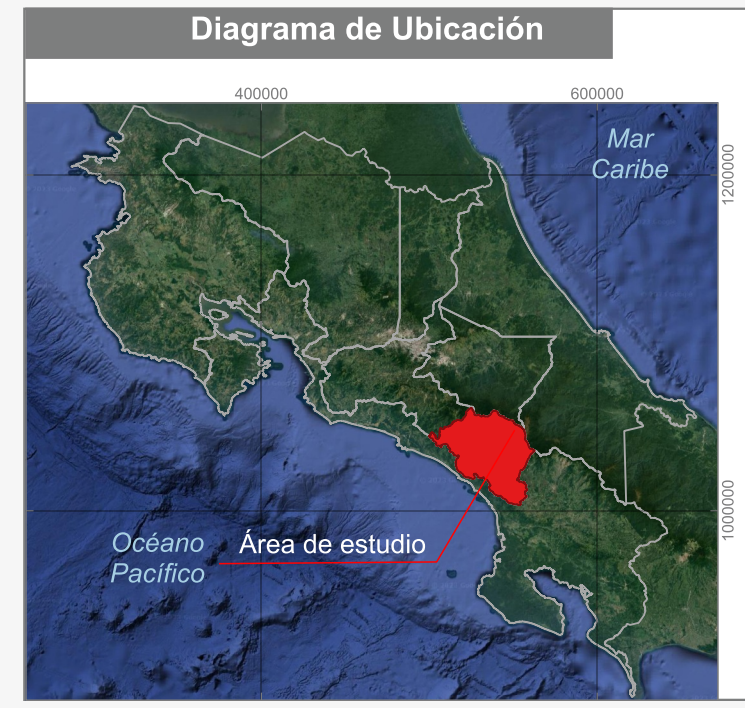 Diagrama de Ubicación
400000
600000
Mar
Caribe
1200000
Océano
Pacífico
Área de estudio
1000000